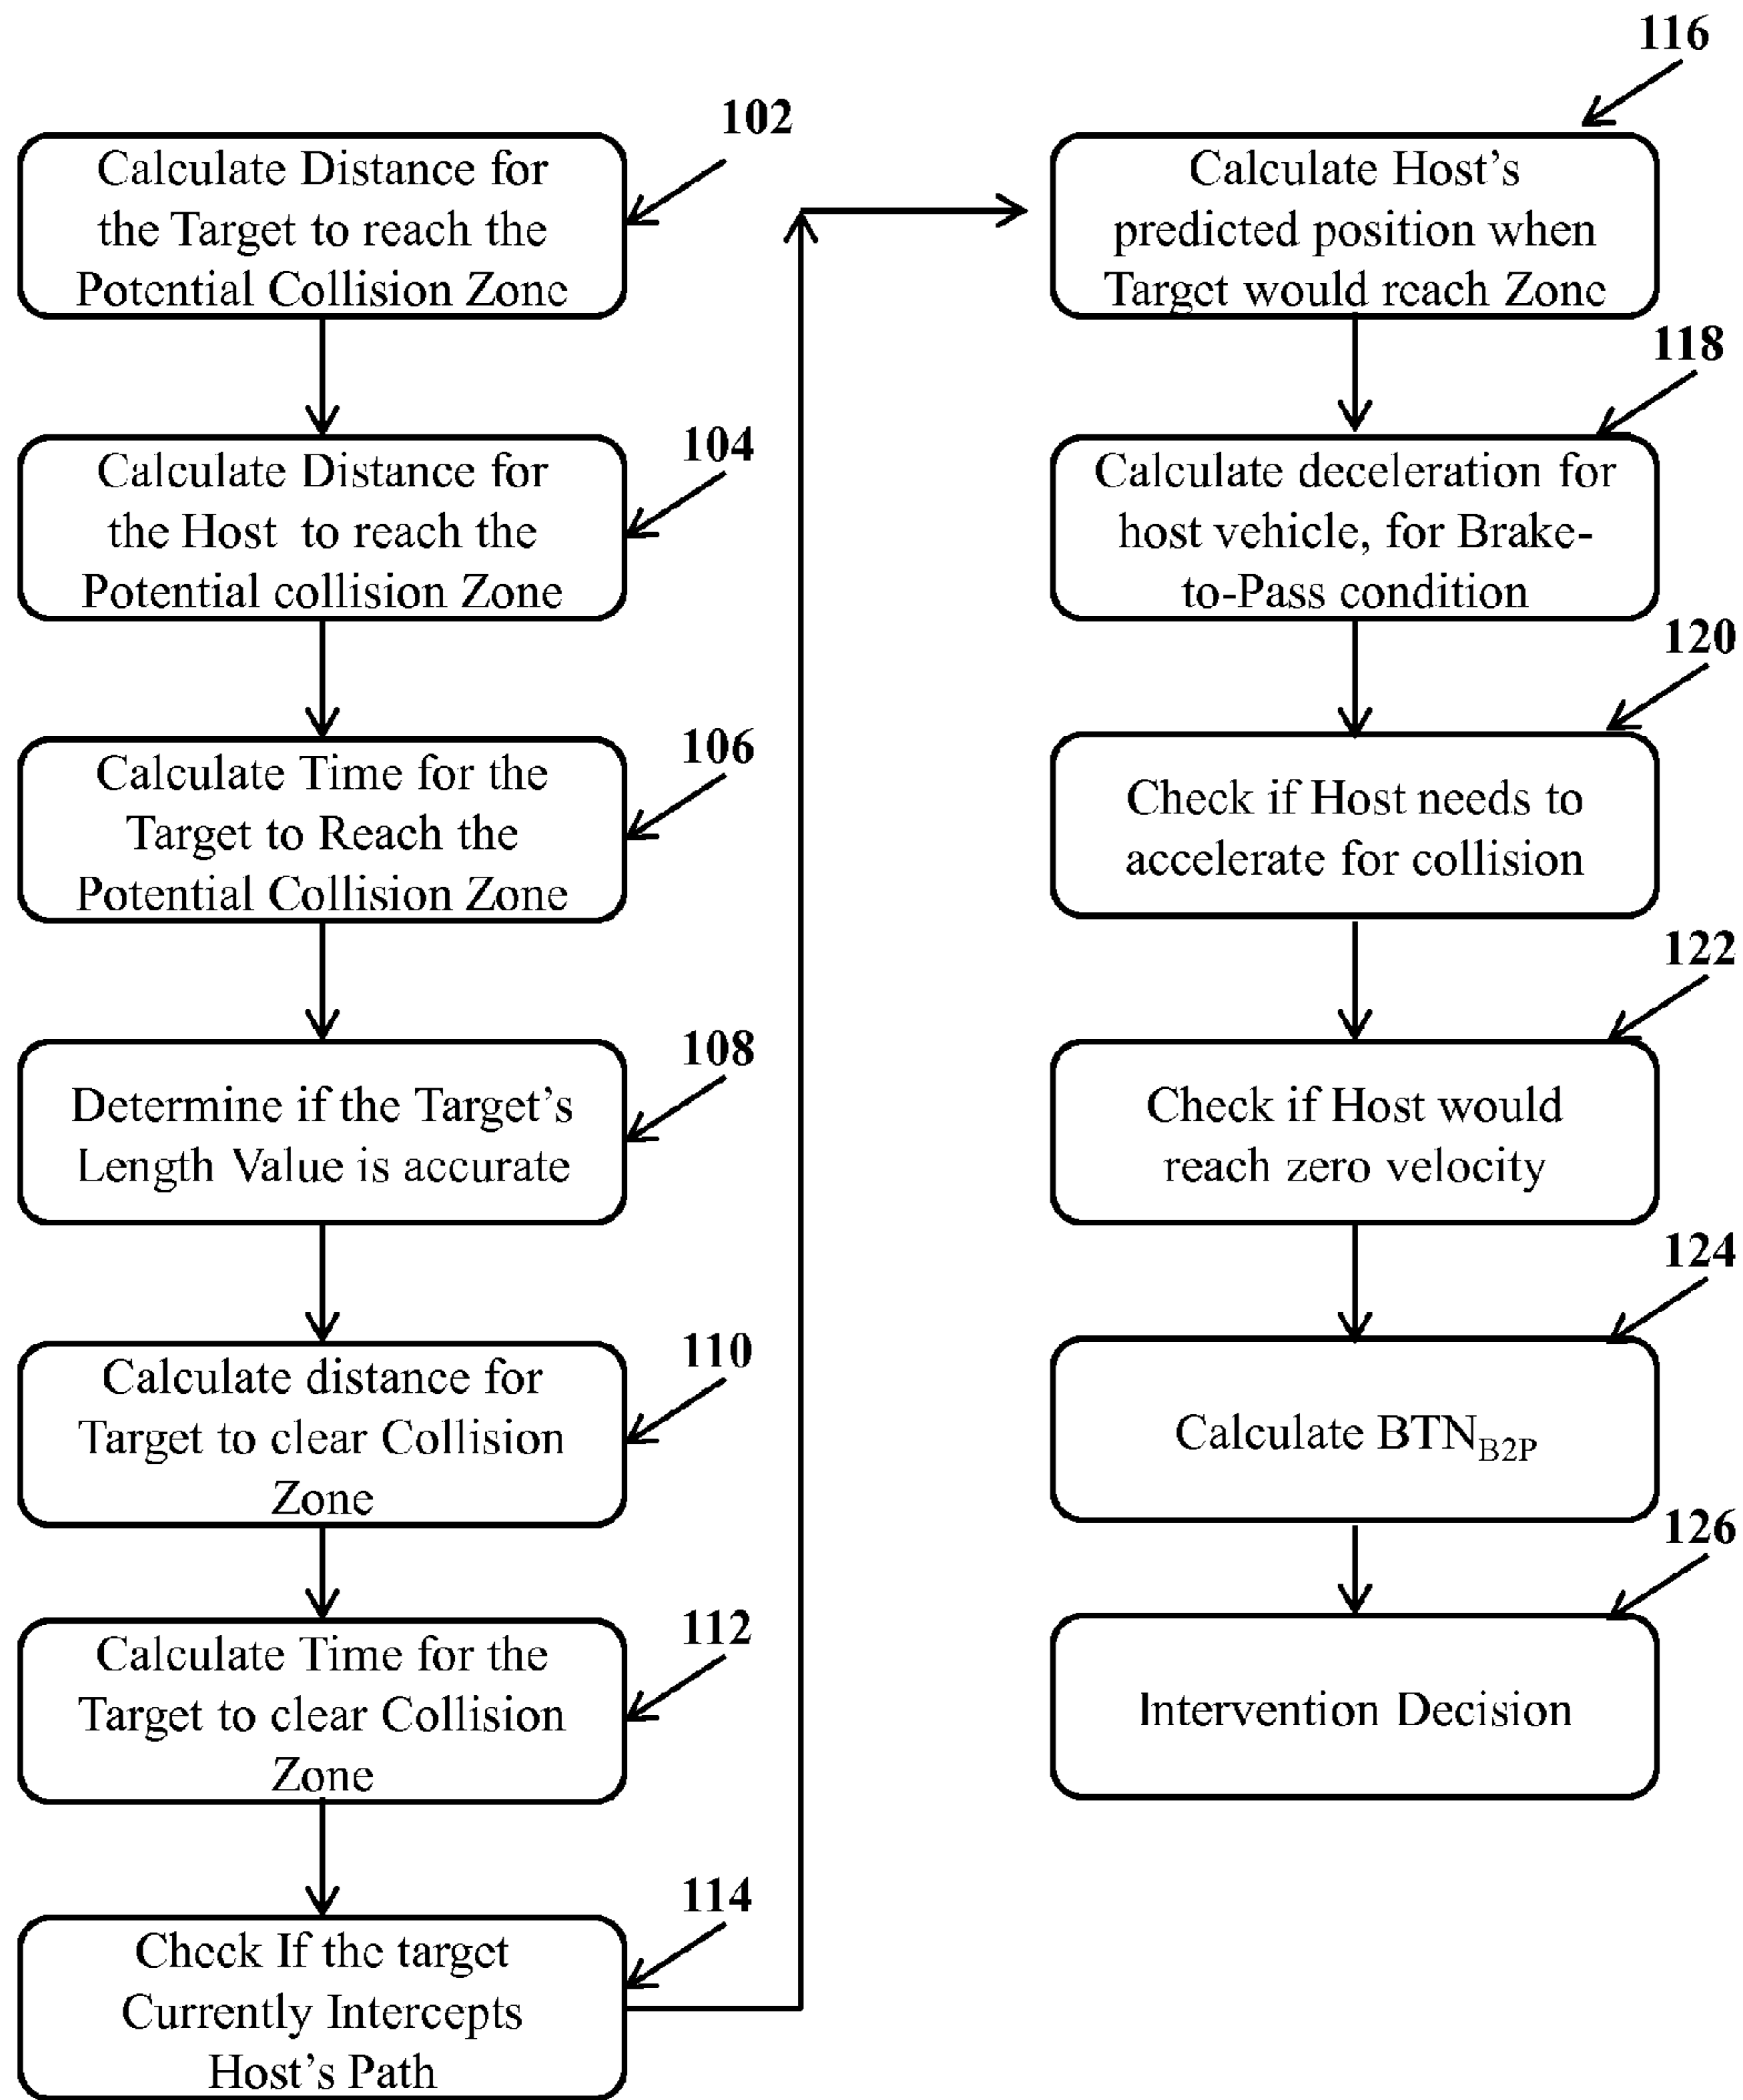 102
Calculate Distance for
the Target to reach the
Potential Collision Zone
104
Calculate Distance for
the Host to reach the
Potential collision Zone
106
Calculate Time for the
Target to Reach the
Potential Collision Zone
108
Determine if the Target's
Length Value is accurate
110
Calculate distance for
Target to clear Collision
Zone
112
Calculate Time for the
Target to clear Collision
Zone
114
Check If the target
Currently Intercepts
Host's Path
116
Calculate Host's
predicted position when
Target would reach Zone
118
Calculate deceleration for
host vehicle, for Brake-
to-Pass condition
120
Check if Host needs to
accelerate for collision
122
Check if Host would
reach zero velocity
124
Calculate BTN_B2P
126
Intervention Decision